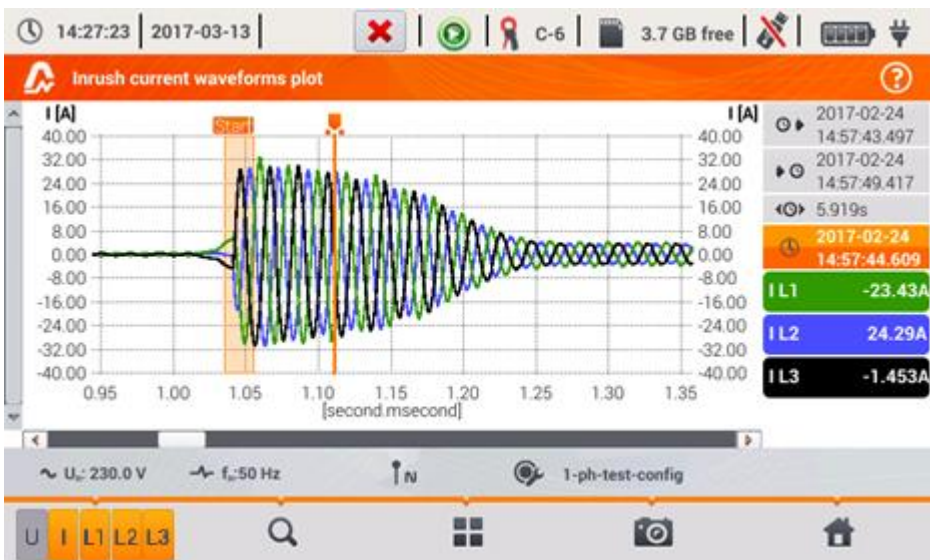 14:27:23 2017-03-13 C-6 3.7 GB free
Inrush current waveforms plot ?
I [A] I [A]
Start
40.00 40.00
32.00 32.00
24.00 24.00
16.00 16.00
8.00 8.00
0.00 0.00
-8.00 -8.00
-16.00 -16.00
-24.00 -24.00
-32.00 -32.00
-40.00 -40.00
0.95 1.00 1.05 1.10 1.15 1.20 1.25 1.30 1.35
[second.msecond]
2017-02-24
14:57:43.497
2017-02-24
14:57:49.417
5.919s
2017-02-24
14:57:44.609
I L1 -23.43A
I L2 24.29A
I L3 -1.453A
Uₙ: 230.0 V fₙ:50 Hz N 1-ph-test-config
U I L1 L2 L3